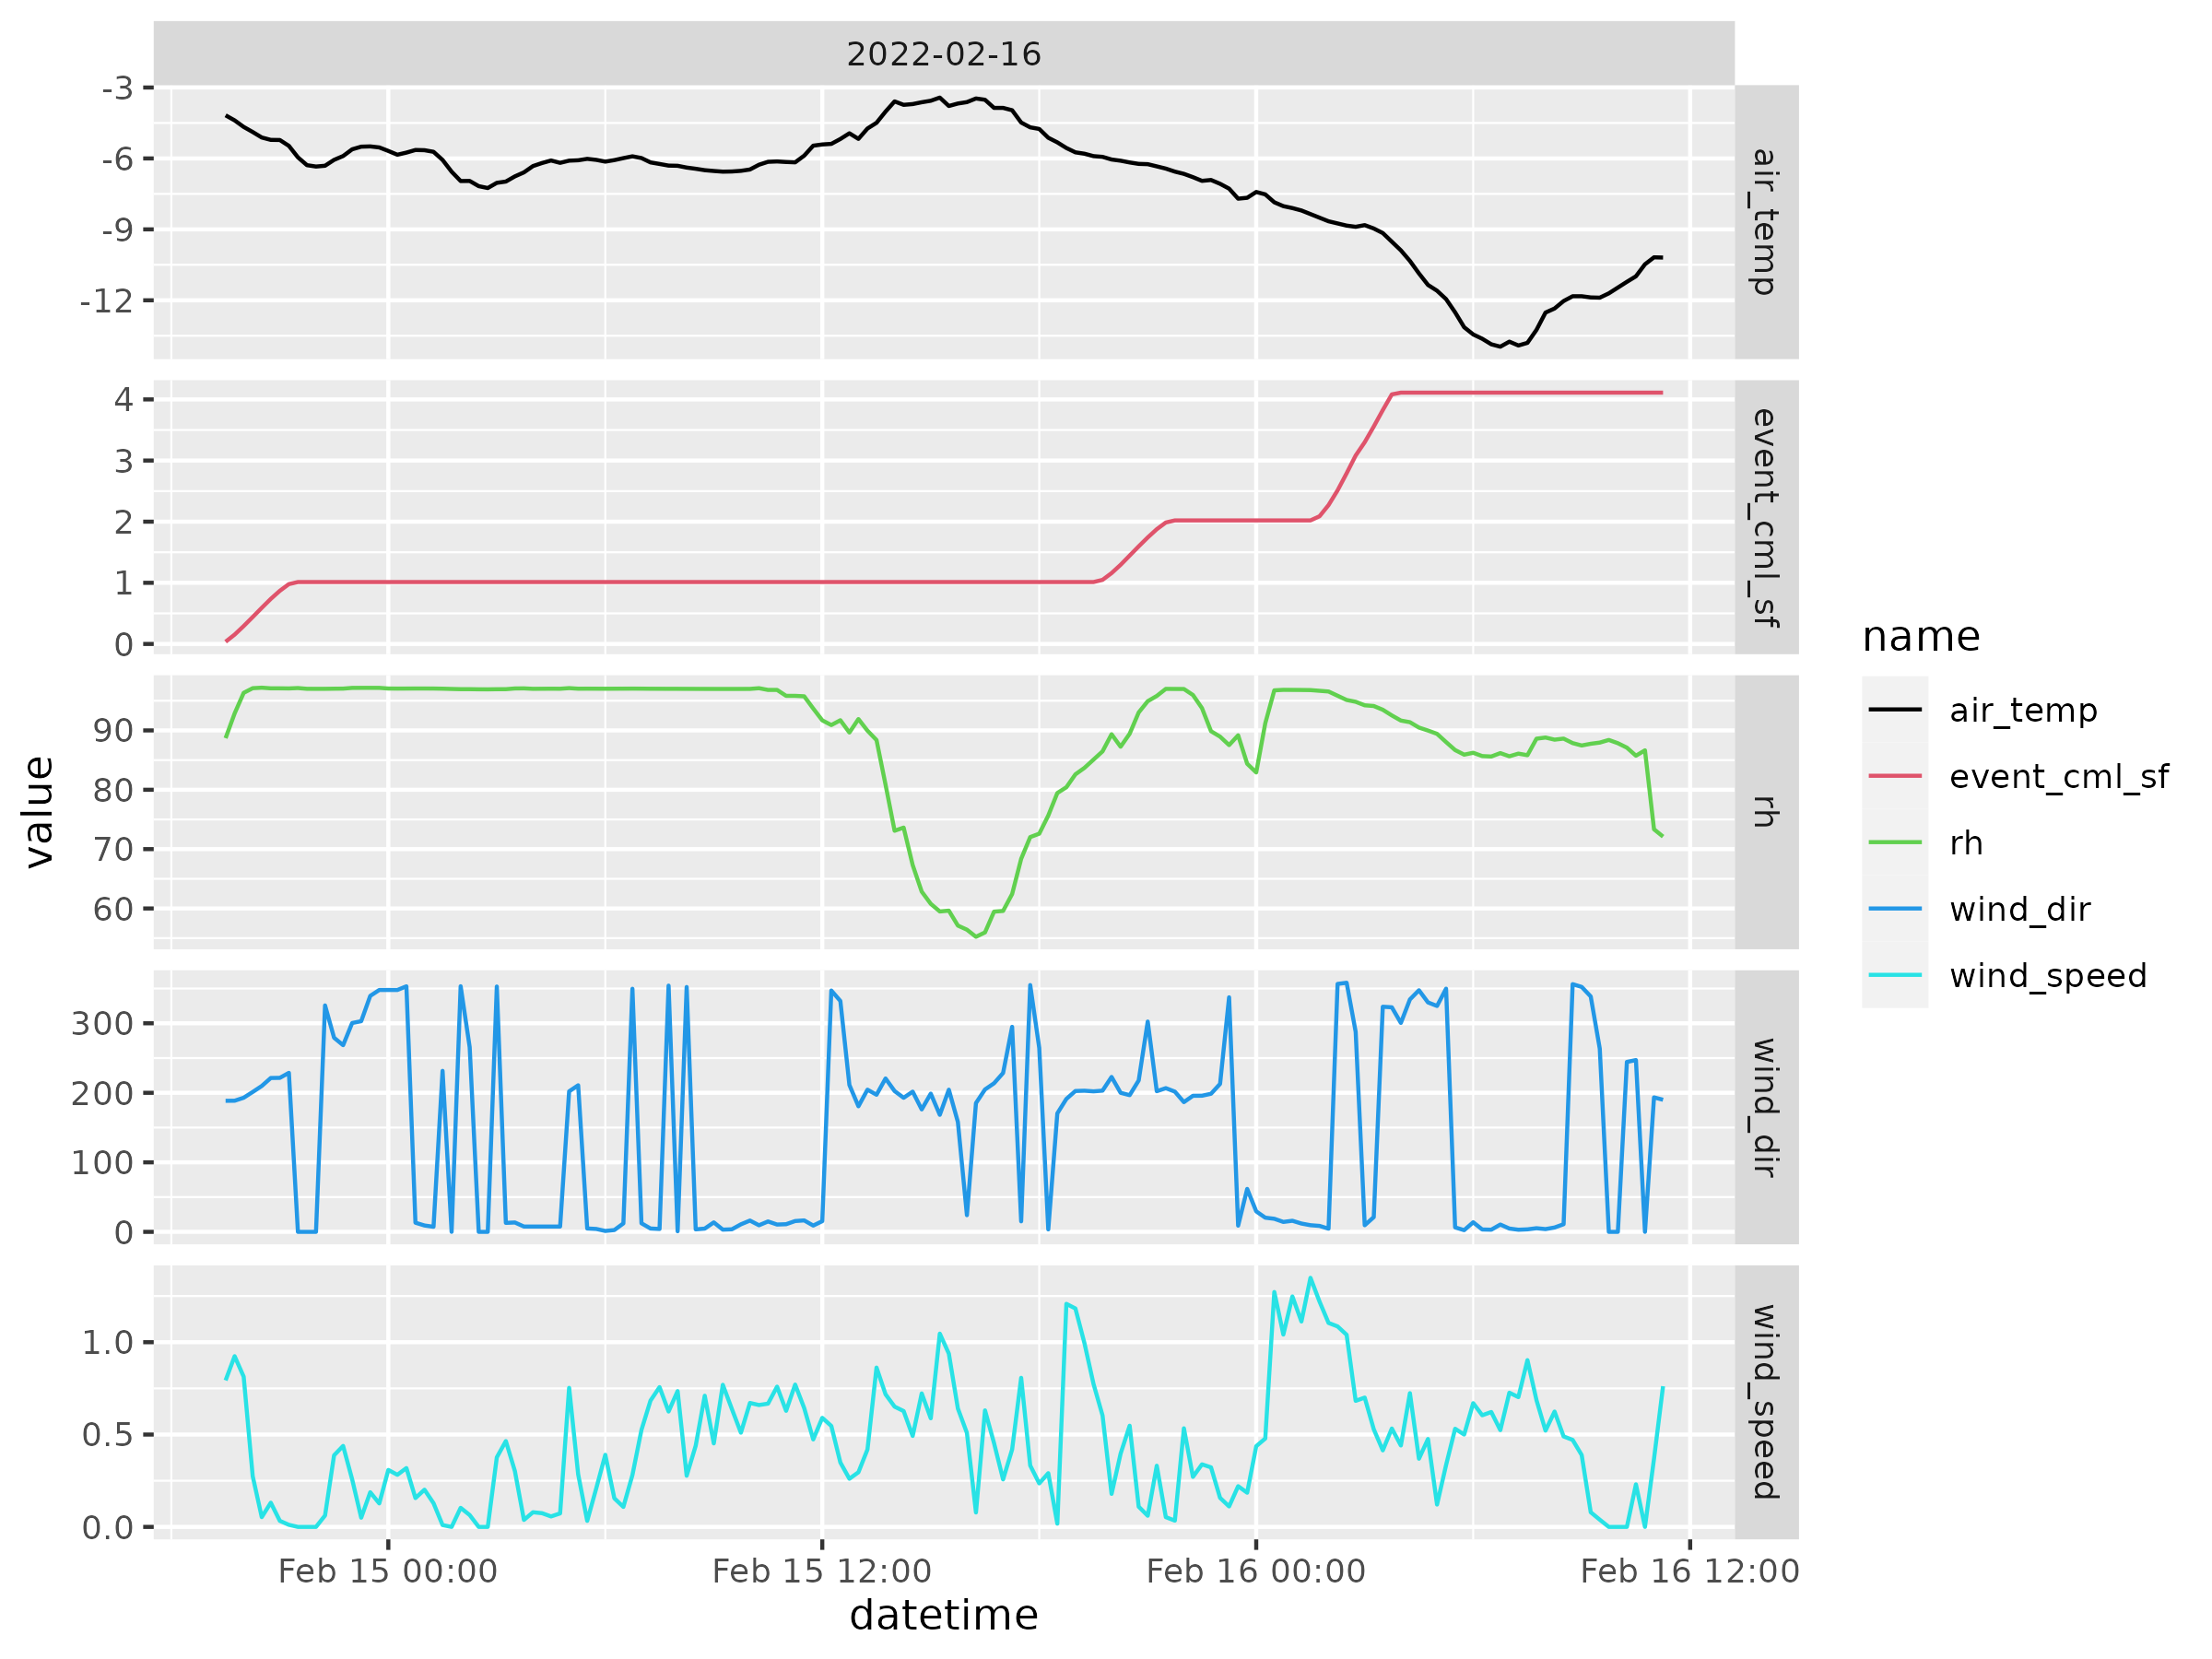 2022-02-16
-3
-6
-9
-12
air_temp
4
3
2
1
0
event_cml_sf
90
80
70
60
rh
300
200
100
0
wind_dir
1.0
0.5
0.0
wind_speed
Feb 15 00:00 Feb 15 12:00 Feb 16 00:00 Feb 16 12:00
datetime
value
name
air_temp
event_cml_sf
rh
wind_dir
wind_speed